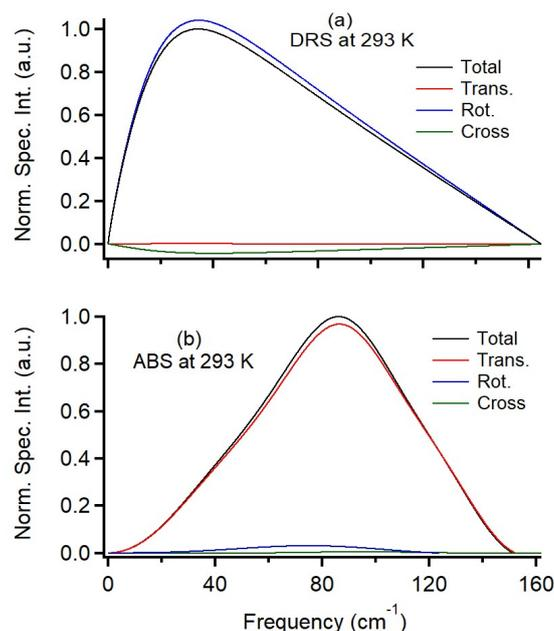 (a)
DRS at 293 K
Total
Trans.
Rot.
Cross
Norm. Spec. Int. (a.u.)
1.0
0.8
0.6
0.4
0.2
0.0
(b)
ABS at 293 K
Total
Trans.
Rot.
Cross
Norm. Spec. Int. (a.u.)
1.0
0.8
0.6
0.4
0.2
0.0
0 40 80 120 160
Frequency (cm⁻¹)